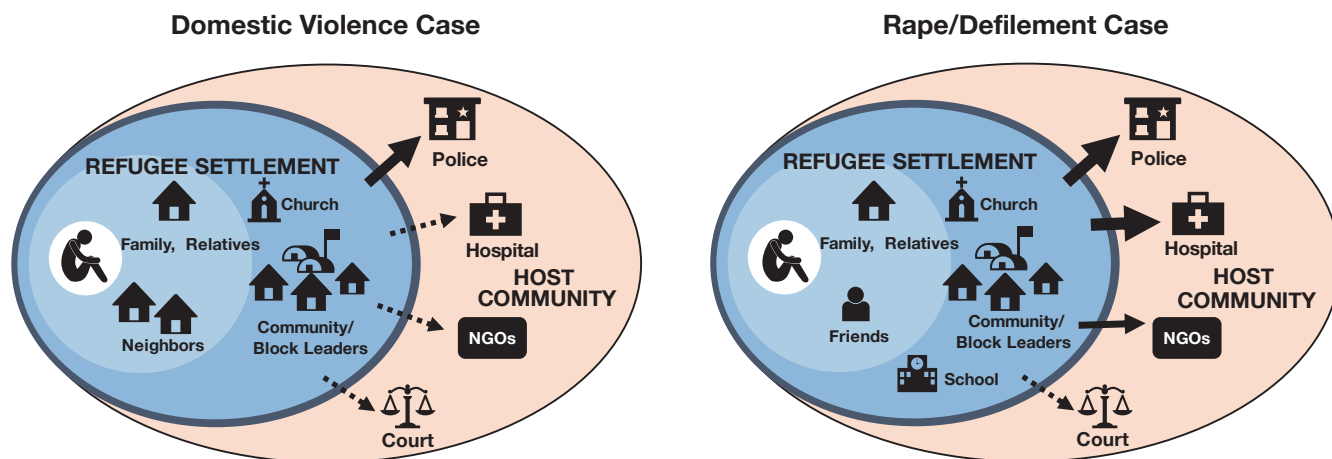 Domestic Violence Case
Police
REFUGEE SETTLEMENT
Church
Family, Relatives
Hospital
HOST
COMMUNITY
Community/
Block Leaders
Neighbors
NGOs
Court
Rape/Defilement Case
Police
REFUGEE SETTLEMENT
Church
Family, Relatives
Hospital
HOST
COMMUNITY
Community/
Block Leaders
Friends
NGOs
School
Court